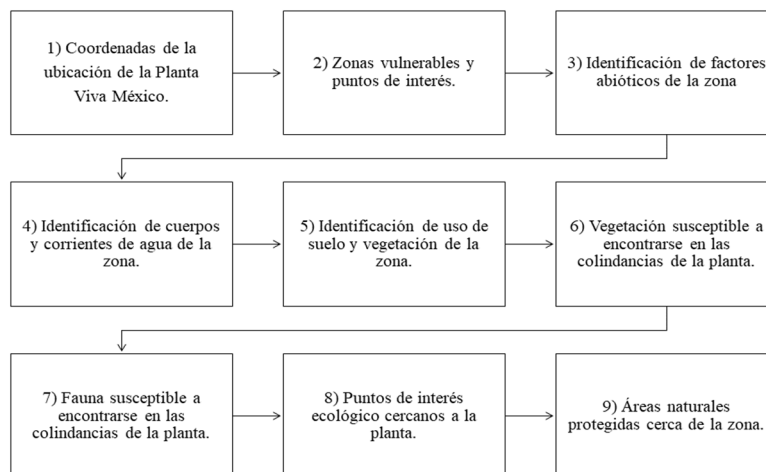 1) Coordenadas de la
ubicación de la Planta
Viva México.
2) Zonas vulnerables y
puntos de interés.
3) Identificación de factores
abióticos de la zona
4) Identificación de cuerpos
y corrientes de agua de la
zona.
5) Identificación de uso de
suelo y vegetación de la
zona.
6) Vegetación susceptible a
encontrarse en las
colindancias de la planta.
7) Fauna susceptible a
encontrarse en las
colindancias de la planta.
8) Puntos de interés
ecológico cercanos a la
planta.
9) Áreas naturales
protegidas cerca de la zona.